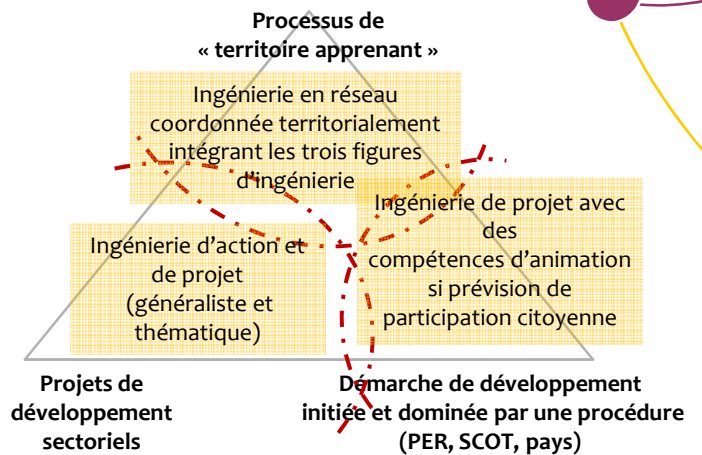 Processus de
« territoire apprenant »
Ingénierie en réseau
coordonnée territorialement
intégrant les trois figures
d'ingénierie
Ingénierie d'action et
de projet
(généraliste et
thématique)
Ingénierie de projet avec
des
compétences d'animation
si prévision de
participation citoyenne
Projets de
développement
sectoriels
Démarche de développement
initiée et dominée par une procédure
(PER, SCOT, pays)